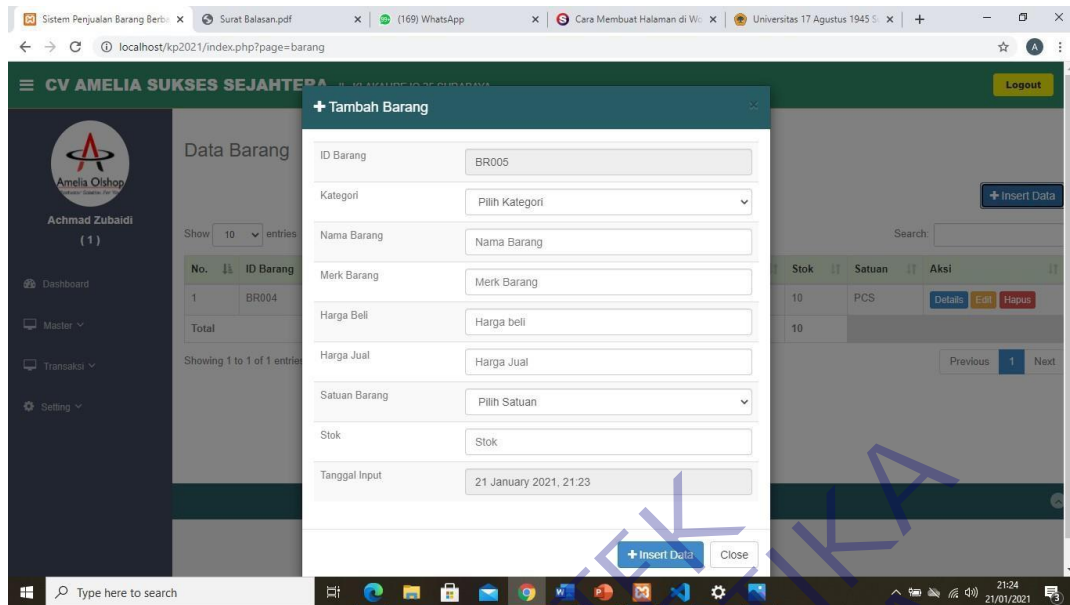 Sistem Penjualan Barang Berba
Surat Balasan.pdf
(169) WhatsApp
Cara Membuat Halaman di Wo
Universitas 17 Agustus 1945 S
localhost/kp2021/index.php?page=barang
A
CV AMELIA SUKSES SEJAHTERA
Logout
+ Tambah Barang
Amelia Olshop
Achmad Zubaidi
( 1 )
Dashboard
Master
Transaksi
Setting
Data Barang
+ Insert Data
Show 10 entries
Search:
No. ID Barang Stok Satuan Aksi
1 BR004 10 PCS Details Edit Hapus
Total 10
Showing 1 to 1 of 1 entries
Previous 1 Next
ID Barang BR005
Kategori Pilih Kategori
Nama Barang Nama Barang
Merk Barang Merk Barang
Harga Beli Harga beli
Harga Jual Harga Jual
Satuan Barang Pilih Satuan
Stok Stok
Tanggal Input 21 January 2021, 21:23
+ Insert Data Close
Type here to search
21:24
21/01/2021
3